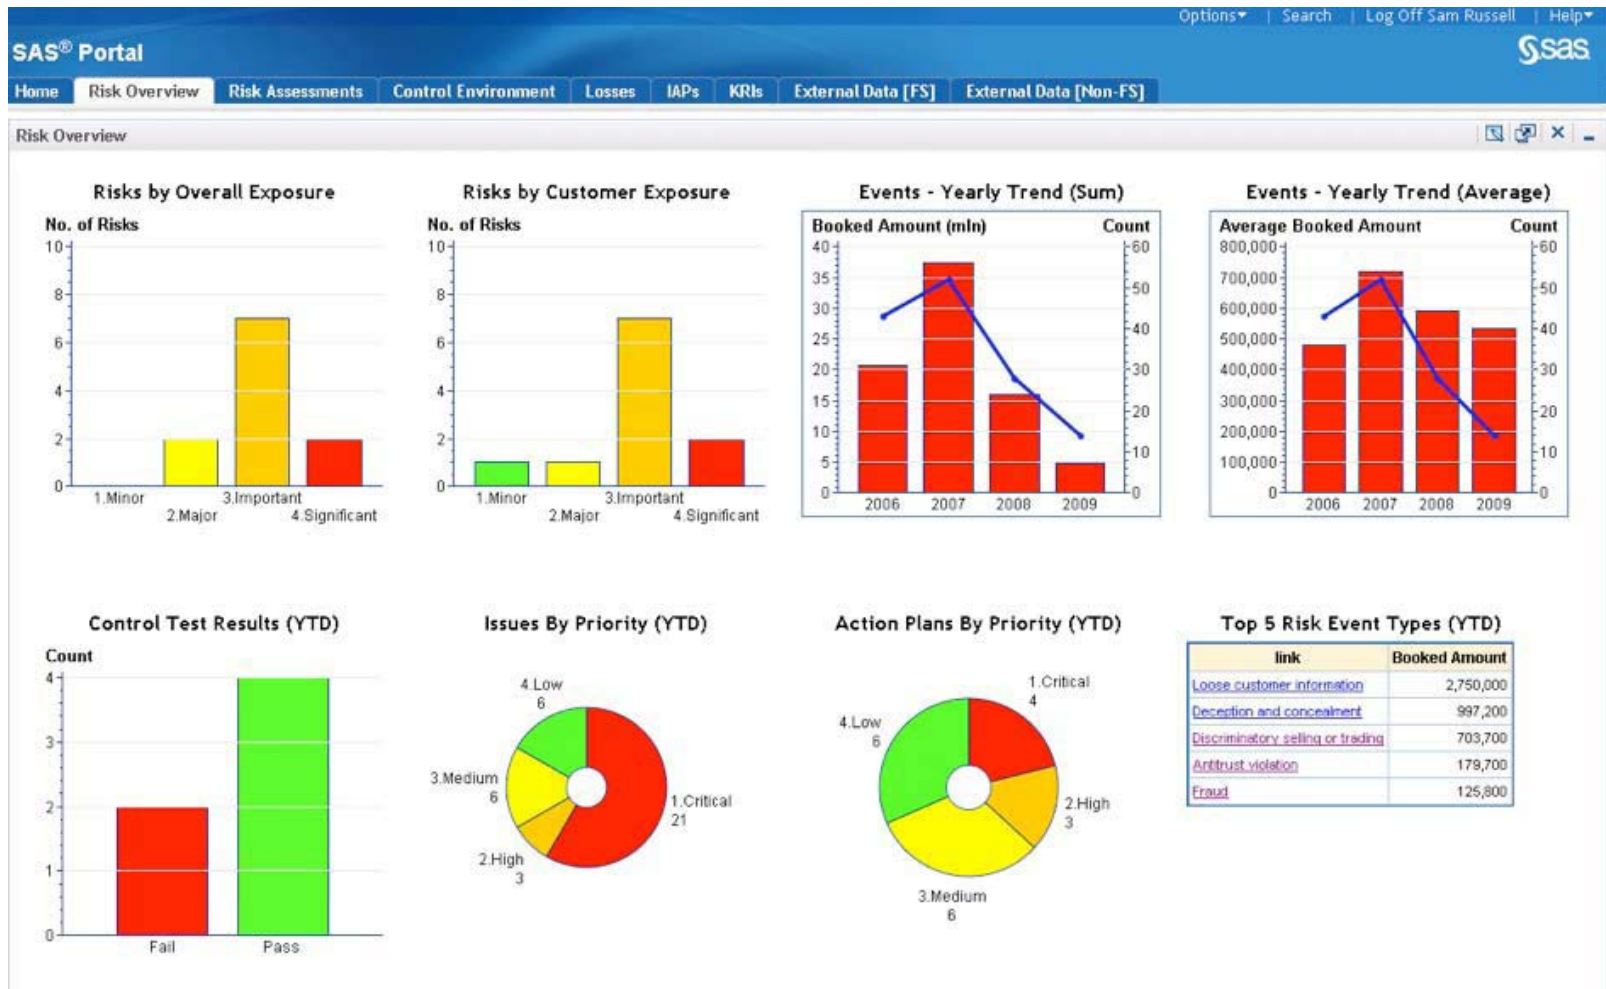 Options▾ | Search | Log Off Sam Russell | Help▾
SAS® Portal
sas
Home Risk Overview Risk Assessments Control Environment Losses IAPs KRIs External Data [FS] External Data [Non-FS]
Risk Overview
Risks by Overall Exposure
No. of Risks
10
8
6
4
2
0
1.Minor 3.Important
2.Major 4.Significant
Risks by Customer Exposure
No. of Risks
10
8
6
4
2
0
1.Minor 3.Important
2.Major 4.Significant
Events - Yearly Trend (Sum)
Booked Amount (mln) Count
40 60
35
30 50
25 40
20 30
15
10 20
5 10
0 0
2006 2007 2008 2009
Events - Yearly Trend (Average)
Average Booked Amount Count
800,000 60
700,000 50
600,000
500,000 40
400,000 30
300,000
200,000 20
100,000 10
0 0
2006 2007 2008 2009
Control Test Results (YTD)
Count
4
3
2
1
0
Fail Pass
Issues By Priority (YTD)
4.Low
6
3.Medium
6
1.Critical
21
2.High
3
Action Plans By Priority (YTD)
1.Critical
4
4.Low
6
2.High
3
3.Medium
6
Top 5 Risk Event Types (YTD)
link Booked Amount
Loose customer information 2,750,000
Deception and concealment 997,200
Discriminatory selling or trading 703,700
Antitrust violation 179,700
Fraud 125,800